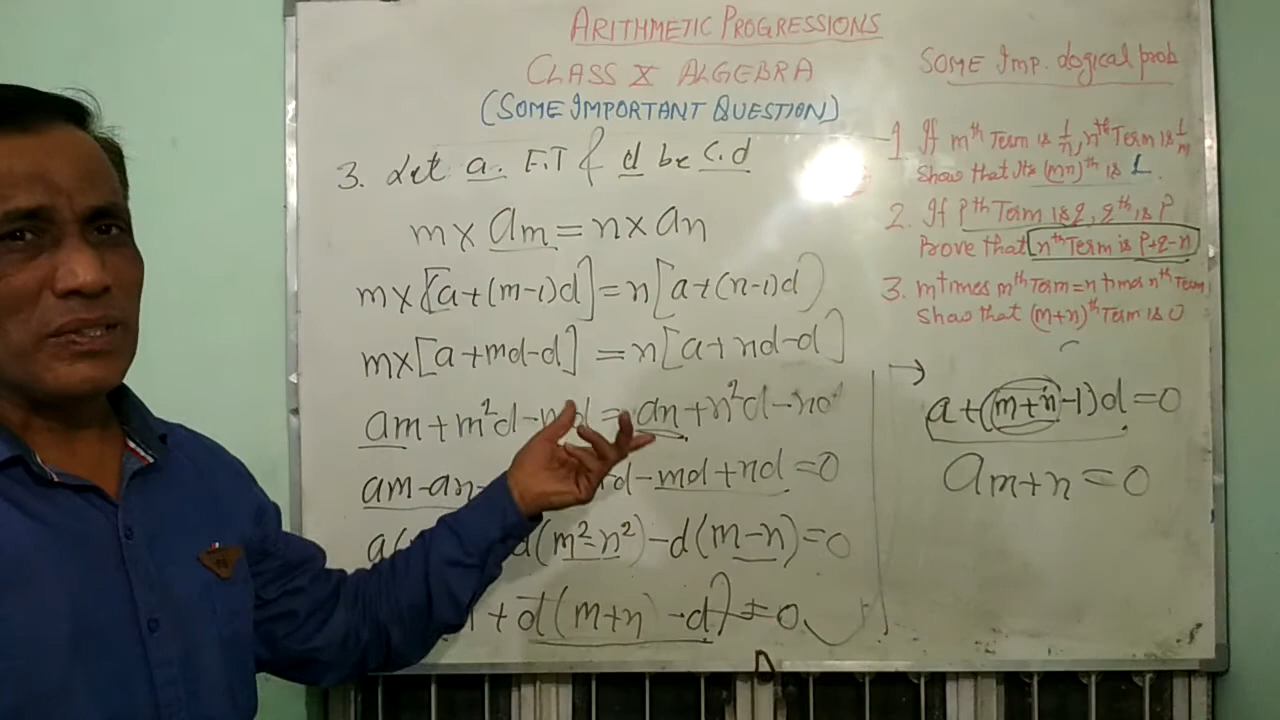 ARITHMETIC PROGRESSIONS
CLASS X ALGEBRA
(SOME IMPORTANT QUESTION)
3. Let a. F.T & d be C.d
m×am=n×an
m×[a+(m-1)d]=n[a+(n-1)d)
m×[a+md-d]=n[a+nd-d]
am+m²d-md=an+n²d-nd
am-an- d-md+nd=0
a( d(m²-n²)-d(m-n)=0
+d(m+n)-d]=0
SOME Imp. logical prob
1. If mth Term is 1/n, nth Term is 1/m
Show that Its (mn)th is 1.
2. If Pth Term is q, qth is P
Prove that nth Term is P+q-n
3. m times mth Term=n times nth Term
Show that (m+n)th Term is 0
→
a+(m+n-1)d=0
am+n=0